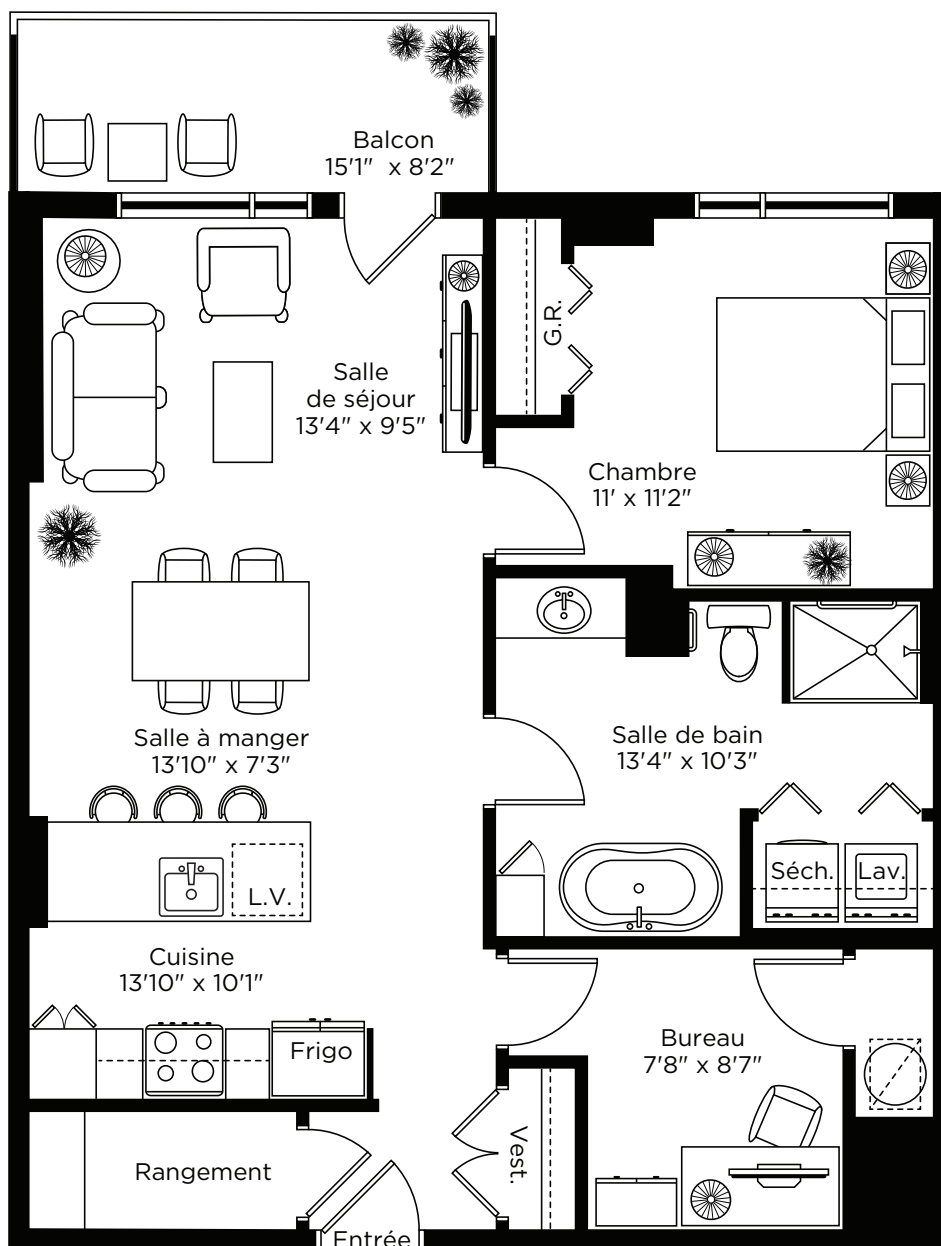 Balcon
15'1" x 8'2"
Salle
de séjour
13'4" x 9'5"
G.R.
Chambre
11' x 11'2"
Salle à manger
13'10" x 7'3"
Salle de bain
13'4" x 10'3"
L.V.
Séch.
Lav.
Cuisine
13'10" x 10'1"
Frigo
Bureau
7'8" x 8'7"
Rangement
Vest.
Entrée